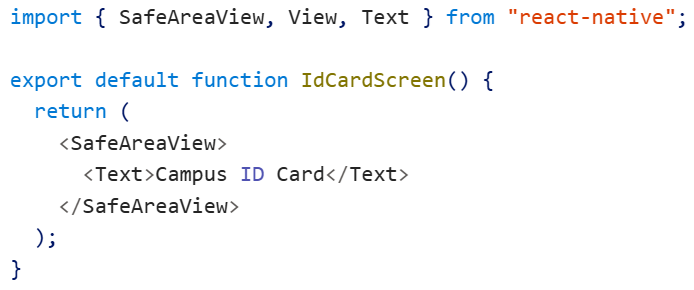 import { SafeAreaView, View, Text } from "react-native";

export default function IdCardScreen() {
  return (
    <SafeAreaView>
      <Text>Campus ID Card</Text>
    </SafeAreaView>
  );
}